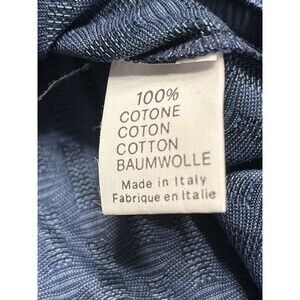 100%
COTONE
COTON
COTTON
BAUMWOLLE
Made in Italy
Fabrique en Italie